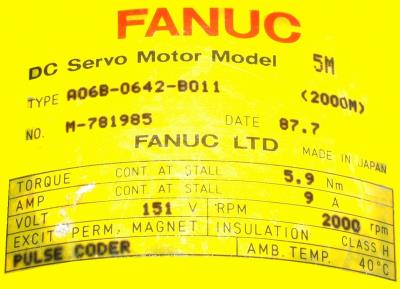 FANUC
DC Servo Motor Model 5M
TYPE A06B-0642-B011 (2000M)
NO. M-781985 DATE 87.7
FANUC LTD MADE IN JAPAN
TORQUE CONT AT STALL 5.9 Nm
AMP CONT AT STALL 9 A
VOLT 151 V RPM 2000 rpm
EXCIT PERM, MAGNET INSULATION CLASS H
PULSE CODER AMB. TEMP. 40°C